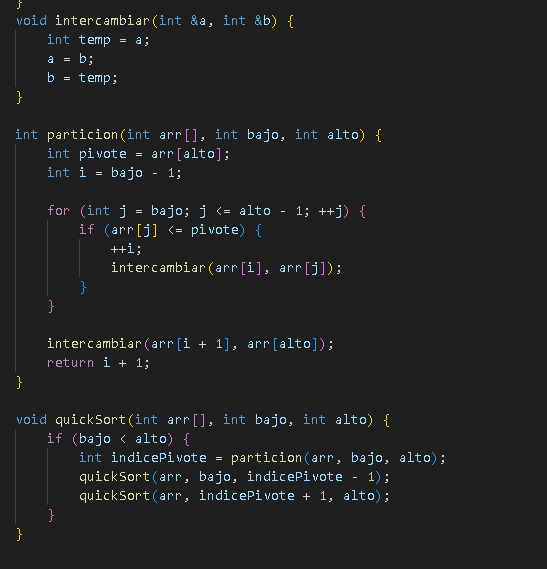 }
void intercambiar(int &a, int &b) {
    int temp = a;
    a = b;
    b = temp;
}

int particion(int arr[], int bajo, int alto) {
    int pivote = arr[alto];
    int i = bajo - 1;

    for (int j = bajo; j <= alto - 1; ++j) {
        if (arr[j] <= pivote) {
            ++i;
            intercambiar(arr[i], arr[j]);
        }
    }

    intercambiar(arr[i + 1], arr[alto]);
    return i + 1;
}

void quickSort(int arr[], int bajo, int alto) {
    if (bajo < alto) {
        int indicePivote = particion(arr, bajo, alto);
        quickSort(arr, bajo, indicePivote - 1);
        quickSort(arr, indicePivote + 1, alto);
    }
}